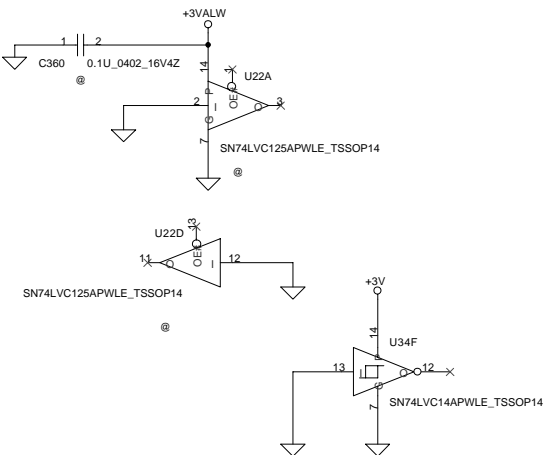 +3VALW
1 2
C360 0.1U_0402_16V4Z
@
14
1
U22A
2
P
OE#
I
O
3
G
7
SN74LVC125APWLE_TSSOP14
@
13
U22D
11
O
OE#
I
12
SN74LVC125APWLE_TSSOP14
@
+3V
14
U34F
13
P
I
O
12
G
7
SN74LVC14APWLE_TSSOP14